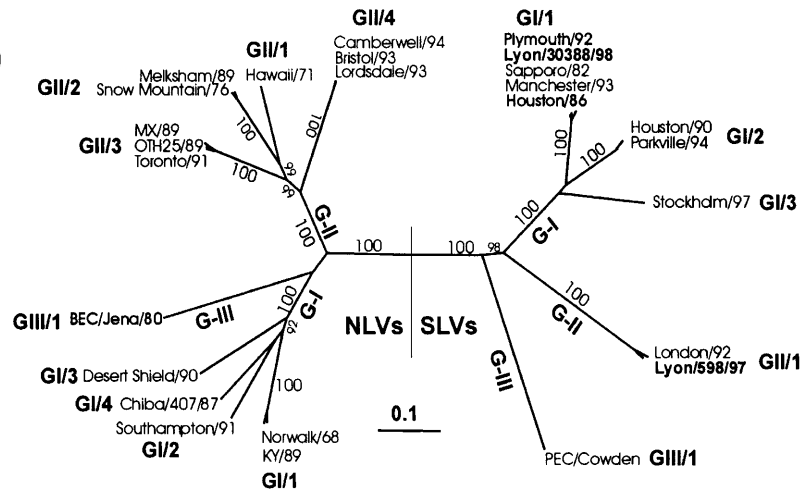 GII/4
Camberwell/94
Bristol/93
Lordsdale/93
GII/1
Hawaii/71
Melksham/89
GII/2 Snow Mountain/76
MX/89
GII/3 OTH25/89
Toronto/91
100
100
100
99
99
G-II
100
100
GI/1
Plymouth/92
Lyon/30388/98
Sapporo/82
Manchester/93
Houston/86
100
100
Houston/90
Parkville/94 GI/2
Stockholm/97 GI/3
100
G-I
100
98
100
G-II
London/92
Lyon/598/97 GII/1
G-III
PEC/Cowden GIII/1
NLVs SLVs
0.1
GIII/1 BEC/Jena/80
G-III
100
G-I
92
GI/3 Desert Shield/90
GI/4 Chiba/407/87
Southampton/91
GI/2
100
Norwalk/68
KY/89
GI/1